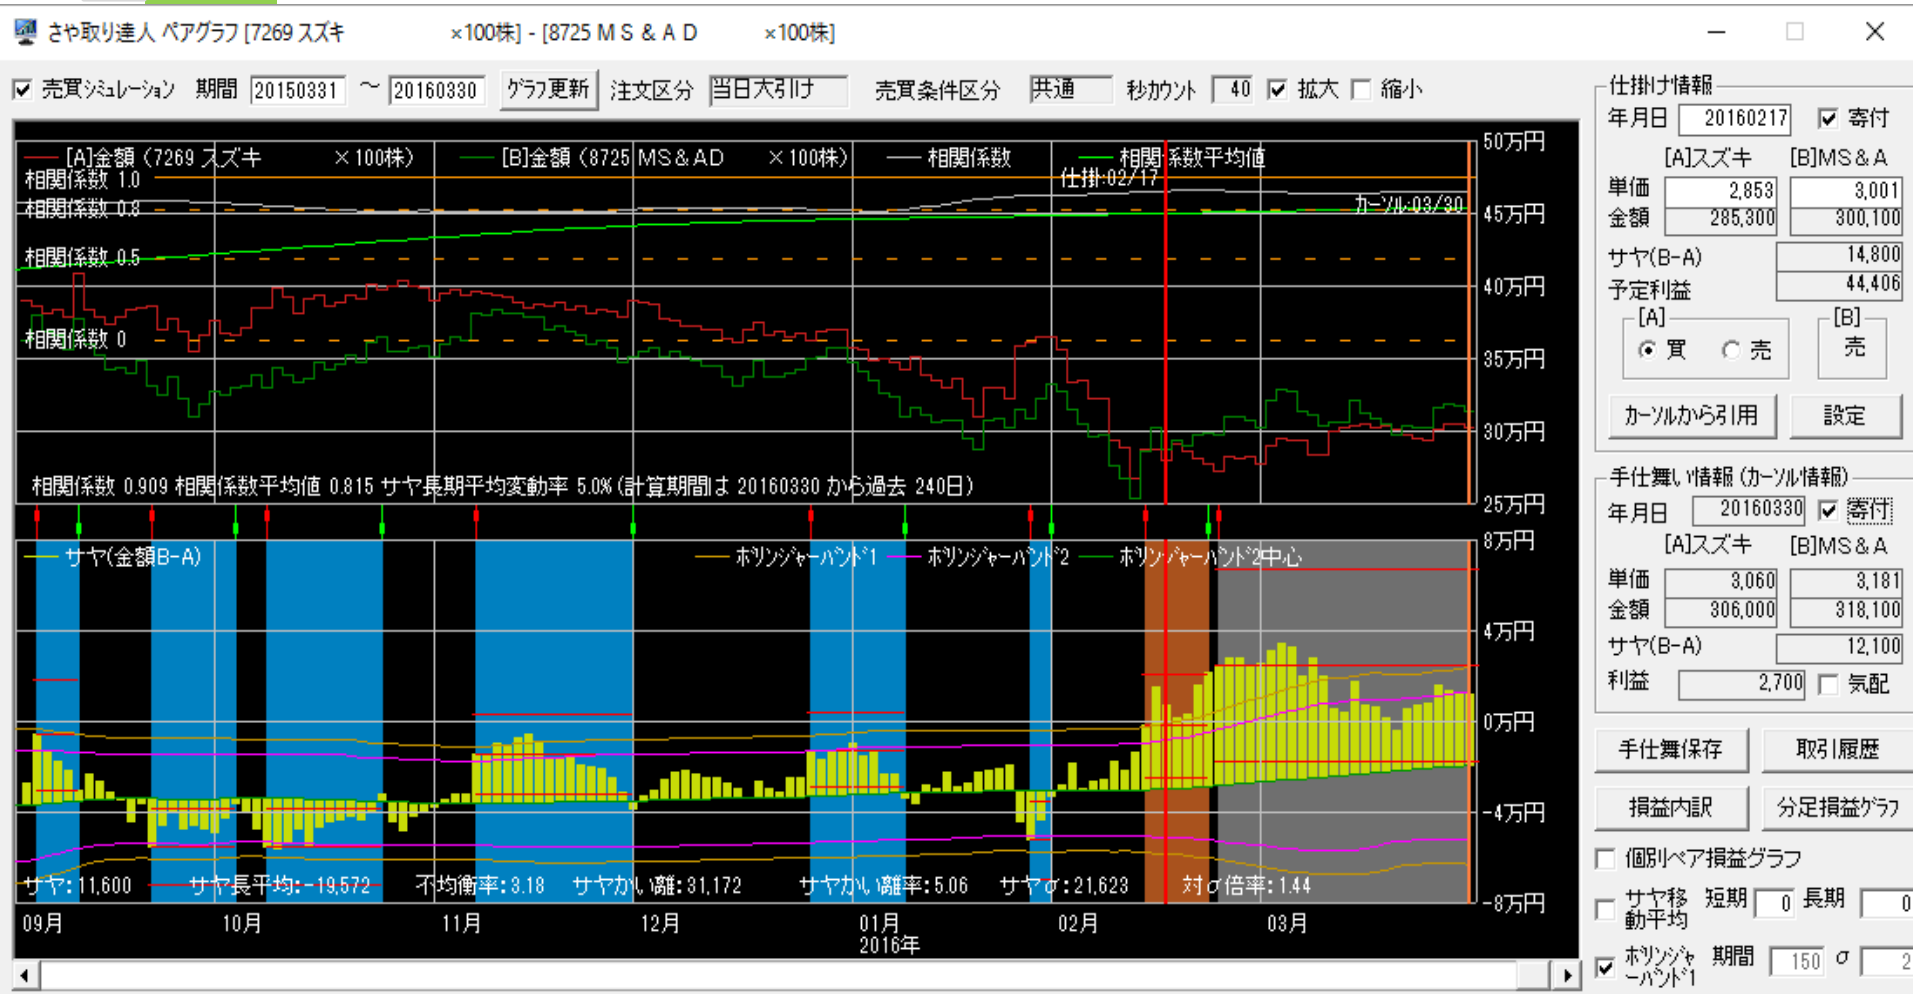 さや取り達人 ペアグラフ [7269 スズキ ×100株] - [8725 ＭＳ＆ＡＤ ×100株]
売買シミュレーション 期間 20150331 ～ 20160330 グラフ更新 注文区分 当日大引け 売買条件区分 共通 秒カウント 40 拡大 縮小
[A]金額 (7269 スズキ ×100株) [B]金額 (8725 MS&AD ×100株) 相関係数 相関係数平均値
50万円
相関係数 1.0
仕掛:02/17
相関係数 0.8
カーソル:03/30
45万円
相関係数 0.5
40万円
相関係数 0
35万円
30万円
相関係数 0.909 相関係数平均値 0.815 サヤ長期平均変動率 5.0% (計算期間は 20160330 から過去 240日)
25万円
サヤ(金額B-A) ボリンジャーバンド1 ボリンジャーバンド2 ボリンジャーバンド2中心
8万円
4万円
0万円
-4万円
サヤ:11,600 サヤ長平均:-19,572 不均衡率:3.18 サヤかい離:31,172 サヤかい離率:5.06 サヤσ:21,623 対σ倍率:1.44
-8万円
09月 10月 11月 12月 01月 02月 03月
2016年
仕掛け情報
年月日 20160217 寄付
[A]スズキ [B]MS&A
単価 2,853 3,001
金額 285,300 300,100
サヤ(B-A) 14,800
予定利益 44,406
[A] [B]
買 売 売
カーソルから引用 設定
手仕舞い情報 (カーソル情報)
年月日 20160330 寄付
[A]スズキ [B]MS&A
単価 3,060 3,181
金額 306,000 318,100
サヤ(B-A) 12,100
利益 2,700 気配
手仕舞保存 取引履歴
損益内訳 分足損益グラフ
個別ペア損益グラフ
サヤ移動平均 短期 0 長期 0
ボリンジャーバンド1 期間 150 σ 2